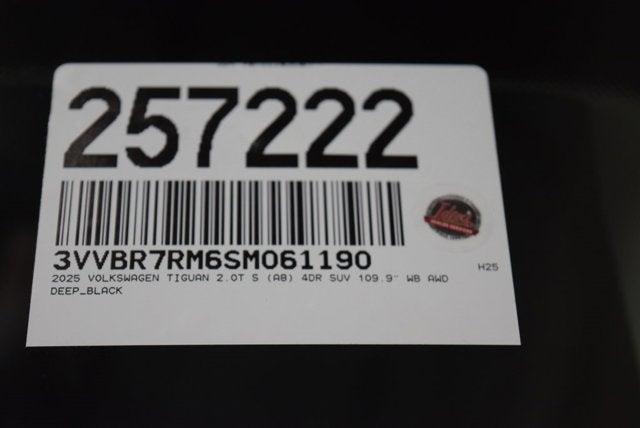 257222
3VVBR7RM6SM061190
H25
2025 VOLKSWAGEN TIGUAN 2.0T S (A8) 4DR SUV 109.9" WB AWD
DEEP_BLACK